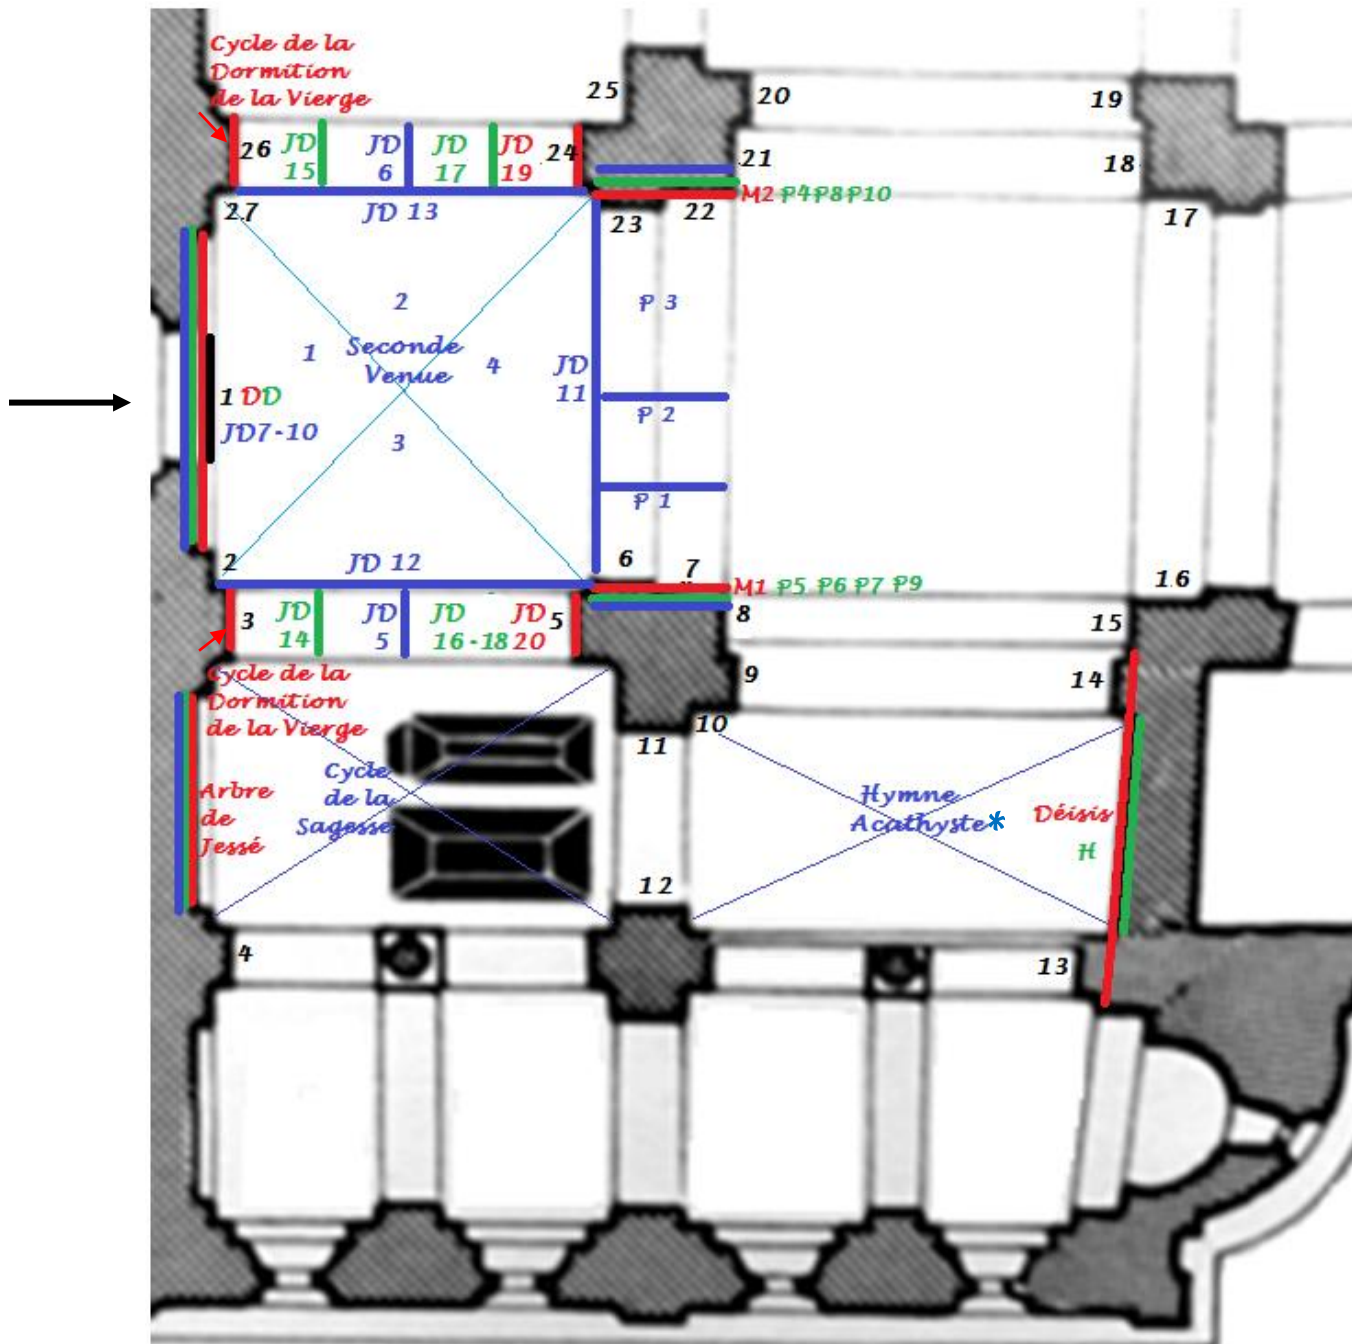 Cycle de la
Dormition
de la Vierge
25
20
19
26
JD
15
JD
6
JD
17
JD
19
24
21
18
M2 P4P8P10
27
JD 13
23
22
17
2
P 3
1
Seconde
Venue
4
JD
11
1 DD
JD7-10
P 2
3
P 1
2
JD 12
6
7
16
M1 P5 P6 P7 P9
3
JD
14
JD
5
JD
16-18
JD
20
5
8
15
Cycle de la
Dormition
de la Vierge
9
14
10
11
Cycle
de la
Sagesse
Arbre
de
Jessé
Hymne
Acathyste*
Déisis
H
12
4
13